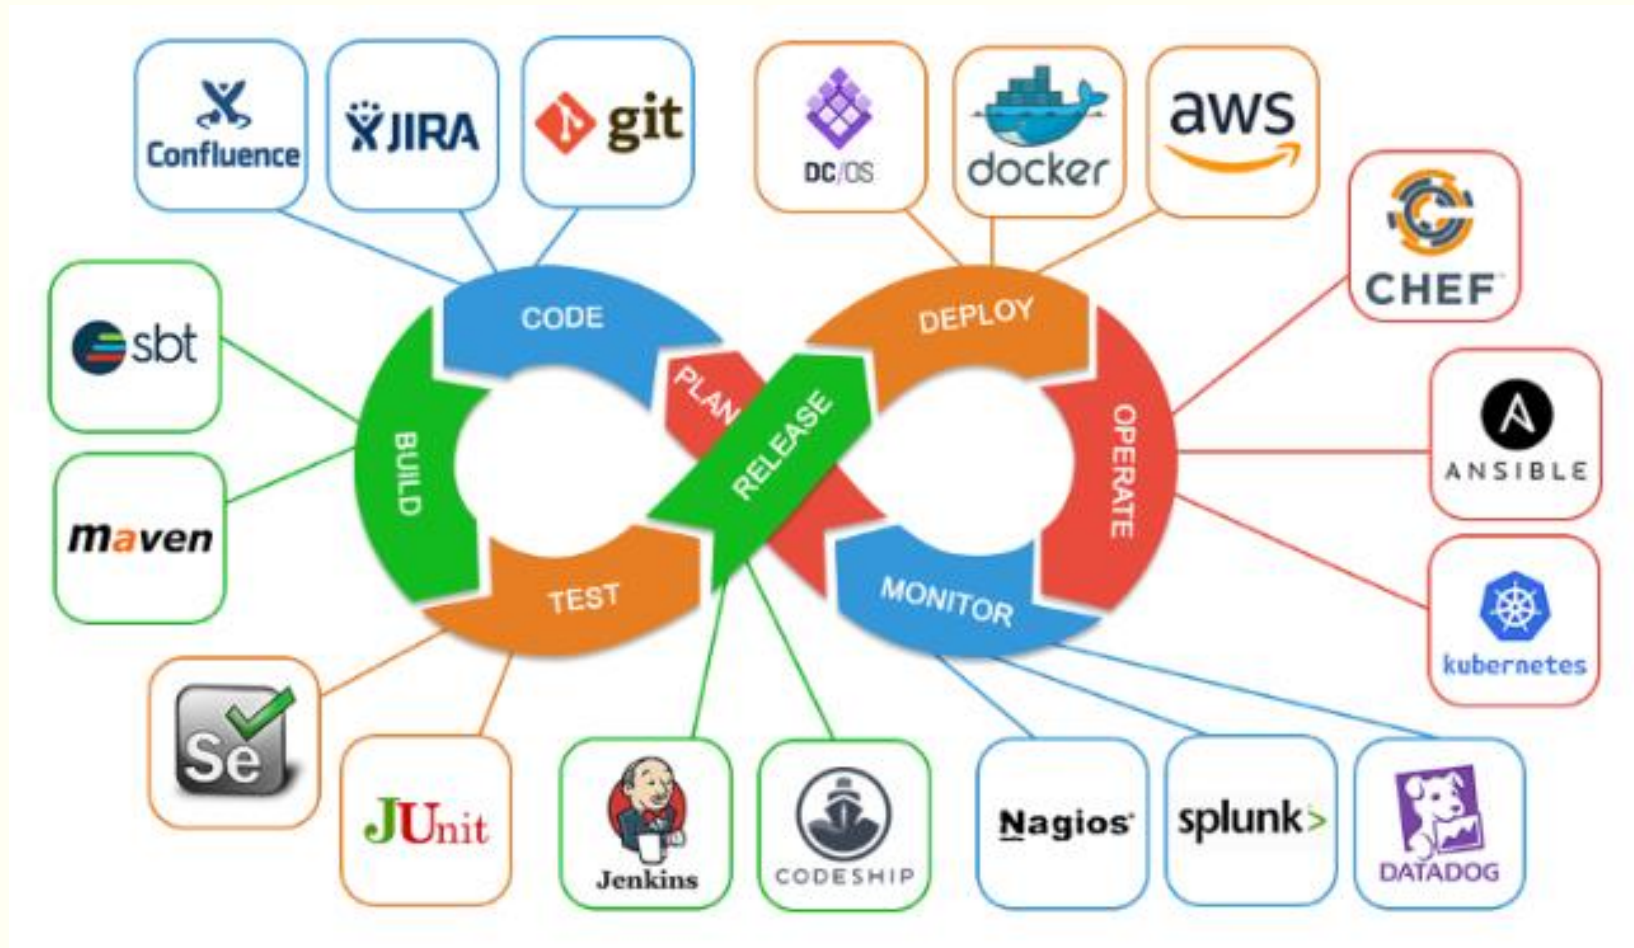 Confluence
JIRA
git
DC/OS
docker
aws
CHEF
sbt
CODE
DEPLOY
PLAN
RELEASE
BUILD
OPERATE
ANSIBLE
maven
TEST
MONITOR
kubernetes
Se
JUnit
Jenkins
CODESHIP
Nagios
splunk>
DATADOG